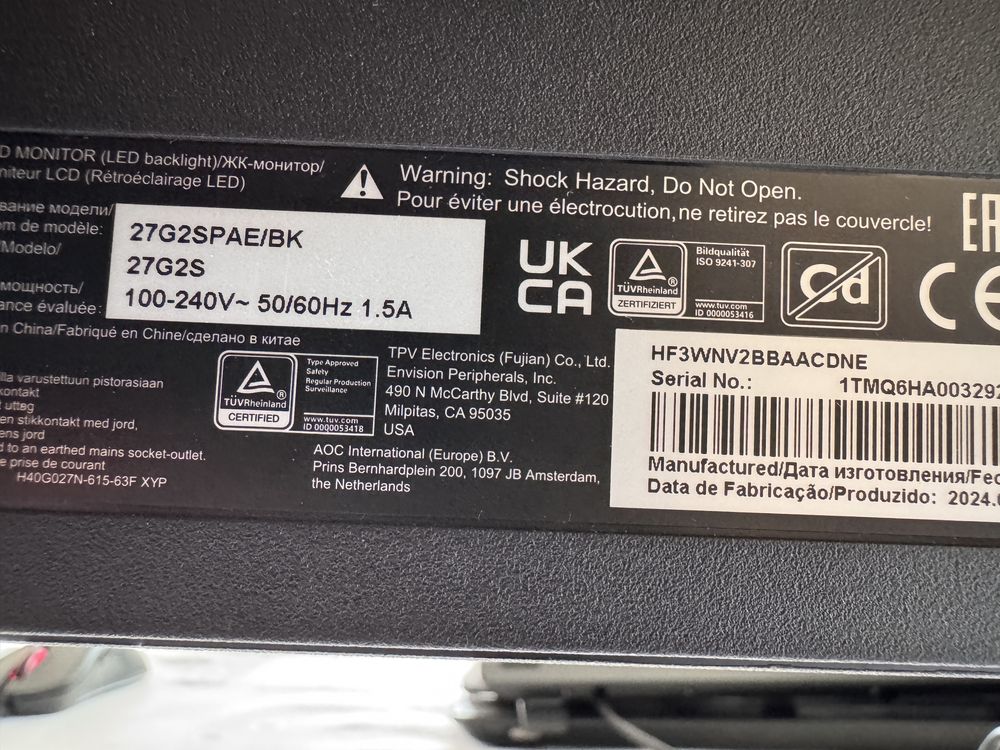 D MONITOR (LED backlight)/ЖК-монитор/
niteur LCD (Rétroéclairage LED)
вание модели/
om de modèle:
/Modelo/
мощность/
ance évaluée:
27G2SPAE/BK
27G2S
100-240V~ 50/60Hz 1.5A
n China/Fabriqué en Chine/сделано в китае
Warning: Shock Hazard, Do Not Open.
Pour éviter une électrocution,ne retirez pas le couvercle!
UK
CA
TÜVRheinland
ZERTIFIZIERT
Bildqualität
ISO 9241-307
www.tuv.com
ID 0000053416
Cd
EAC
CE
lla varustettuun pistorasiaan
kontakt
t uttag
en stikkontakt med jord,
ens jord
d to an earthed mains socket-outlet.
e prise de courant
H40G027N-615-63F XYP
TÜVRheinland
CERTIFIED
Type Approved
Safety
Regular Production
Surveillance
www.tuv.com
ID 0000053418
TPV Electronics (Fujian) Co., Ltd.
Envision Peripherals, Inc.
490 N McCarthy Blvd, Suite #120
Milpitas, CA 95035
USA
AOC International (Europe) B.V.
Prins Bernhardplein 200, 1097 JB Amsterdam,
the Netherlands
HF3WNV2BBAACDNE
Serial No.: 1TMQ6HA003292
Manufactured/Дата изготовления/Fec
Data de Fabricação/Produzido: 2024.0